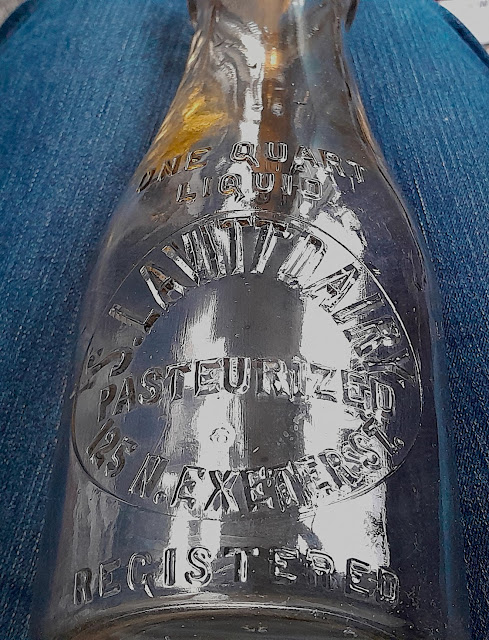 ONE QUART
LIQUID
S. LAVITT DAIRY
PASTEURIZED
125 N. EXETER ST.
REGISTERED